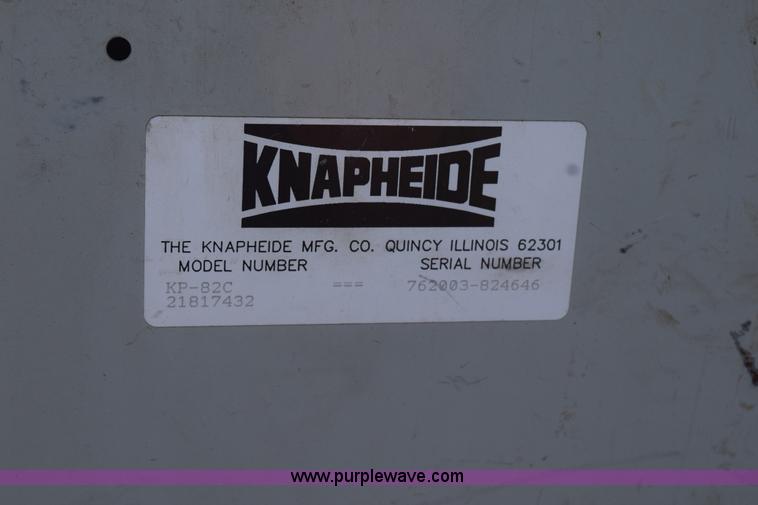 KNAPHEIDE
THE KNAPHEIDE MFG. CO. QUINCY ILLINOIS 62301
MODEL NUMBER SERIAL NUMBER
KP-82C === 762003-824646
21817432
www.purplewave.com